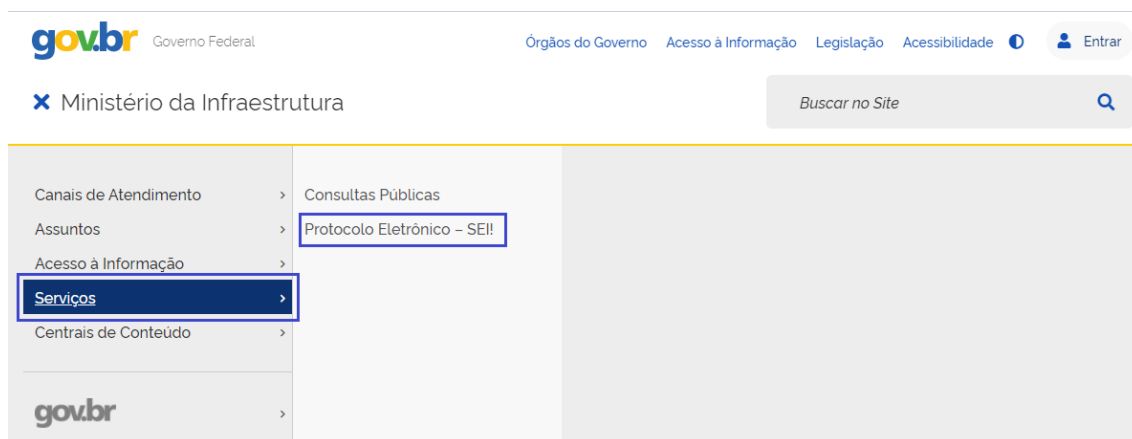 gov.br Governo Federal Órgãos do Governo Acesso à Informação Legislação Acessibilidade Entrar
Ministério da Infraestrutura Buscar no Site
Canais de Atendimento Consultas Públicas
Assuntos Protocolo Eletrônico – SEI!
Acesso à Informação
Serviços
Centrais de Conteúdo
gov.br